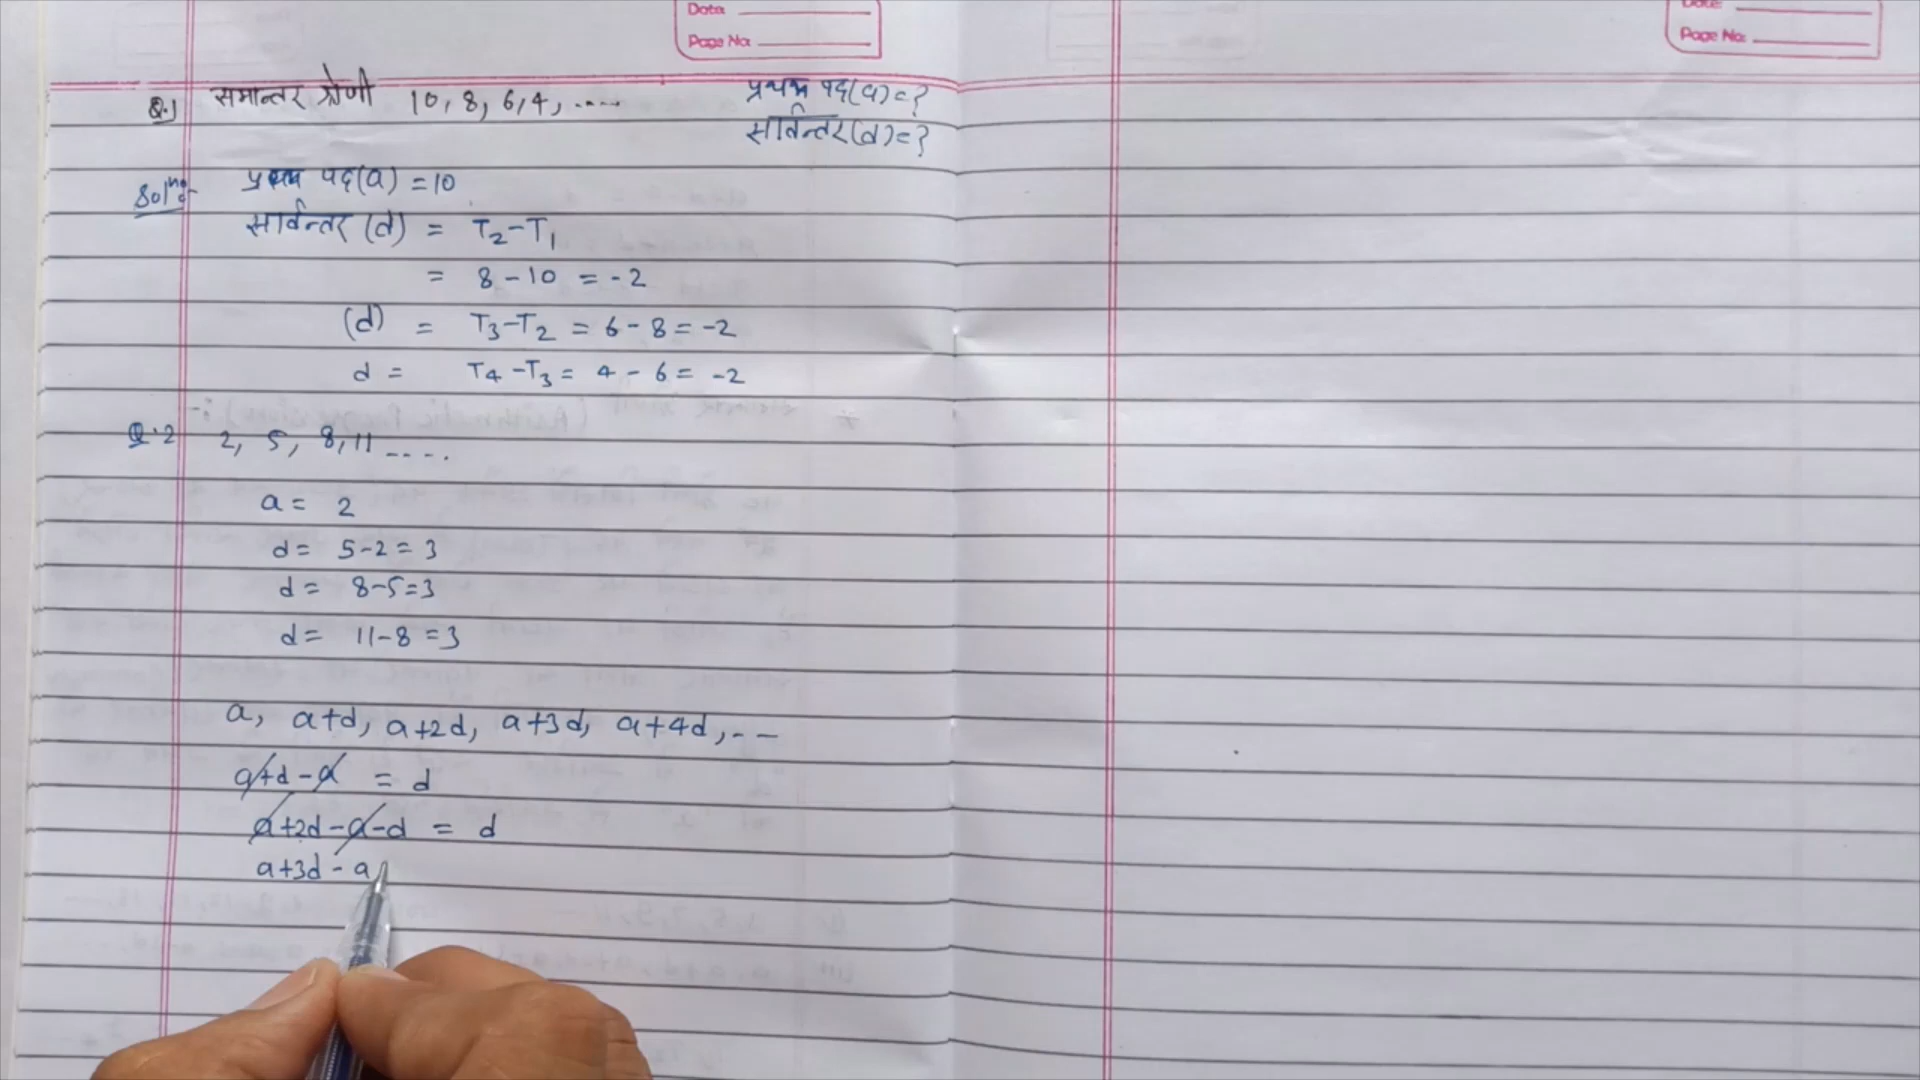 Date
Page No.
Date:
Page No.
Q.1 समान्तर श्रेणी 10, 8, 6, 4, ..... प्रथम पद(a)=?
सार्वन्तर(d)=?
Solⁿ:- प्रथम पद(a) = 10
सार्वन्तर (d) = T₂-T₁
= 8 - 10 = -2
(d) = T₃-T₂ = 6 - 8 = -2
d = T₄-T₃ = 4 - 6 = -2
Q.2 2, 5, 8, 11 .....
a = 2
d = 5-2 = 3
d = 8-5=3
d = 11-8 =3
a, a+d, a+2d, a+3d, a+4d, --
a+d-a = d
a+2d-a-d = d
a+3d-a